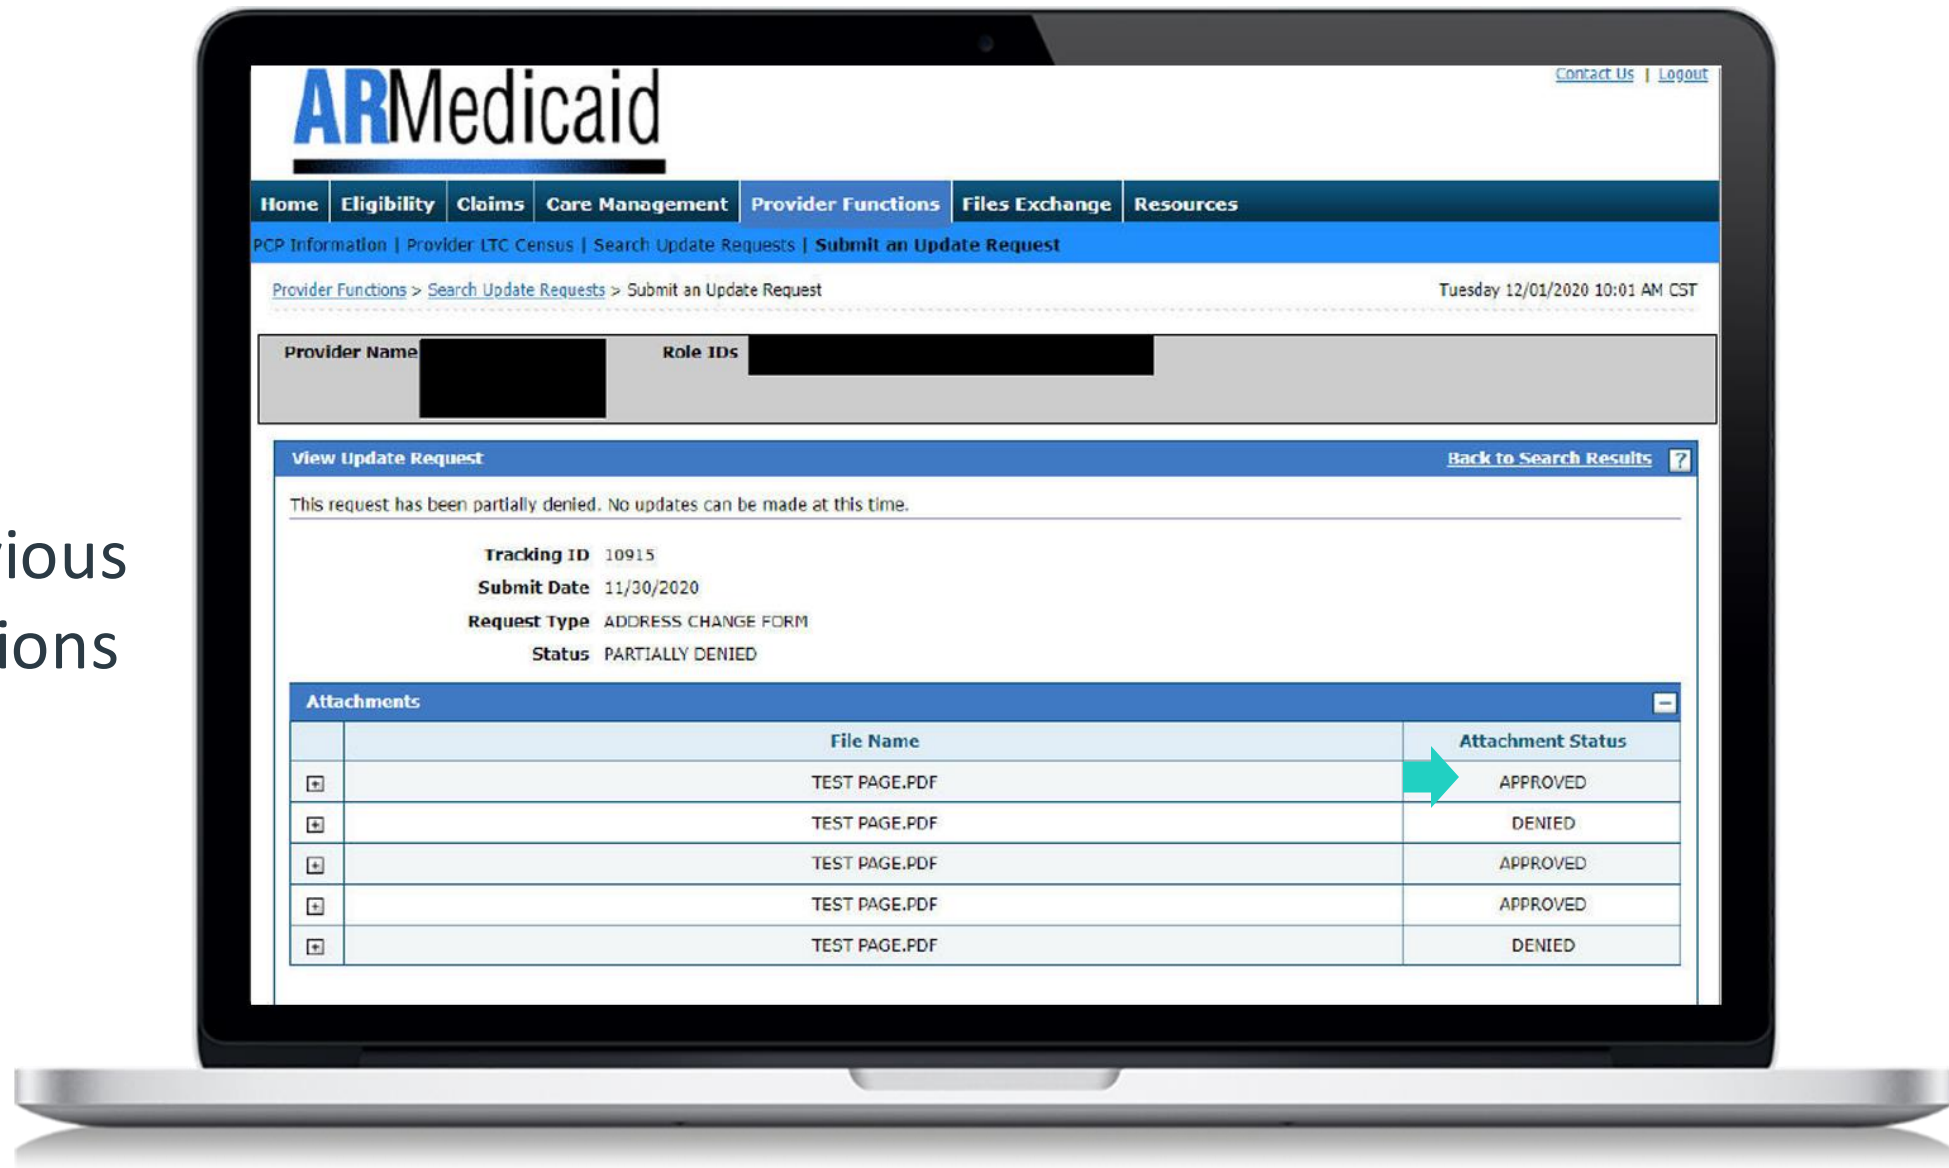 ARMedicaid
Contact Us | Logout
Home Eligibility Claims Care Management Provider Functions Files Exchange Resources
PCP Information | Provider LTC Census | Search Update Requests | Submit an Update Request
Provider Functions > Search Update Requests > Submit an Update Request Tuesday 12/01/2020 10:01 AM CST
Provider Name Role IDs
View Update Request Back to Search Results ?
This request has been partially denied. No updates can be made at this time.
vious
Tracking ID 10915
Submit Date 11/30/2020
Request Type ADDRESS CHANGE FORM
tions
Status PARTIALLY DENIED
Attachments
File Name Attachment Status
TEST PAGE.PDF APPROVED
TEST PAGE.PDF DENIED
TEST PAGE.PDF APPROVED
TEST PAGE.PDF APPROVED
TEST PAGE.PDF DENIED